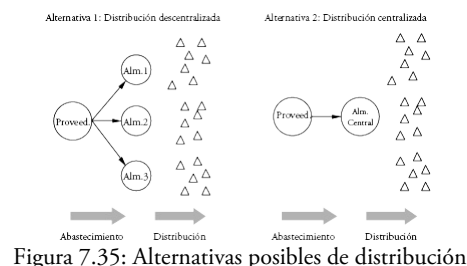 Alternativa 1: Distribución descentralizada
Alternativa 2: Distribución centralizada
Alm.1
Proveed.
Alm.2
Alm.3
Proveed.
Alm.
Central
Abastecimiento
Distribución
Abastecimiento
Distribución
Figura 7.35: Alternativas posibles de distribución